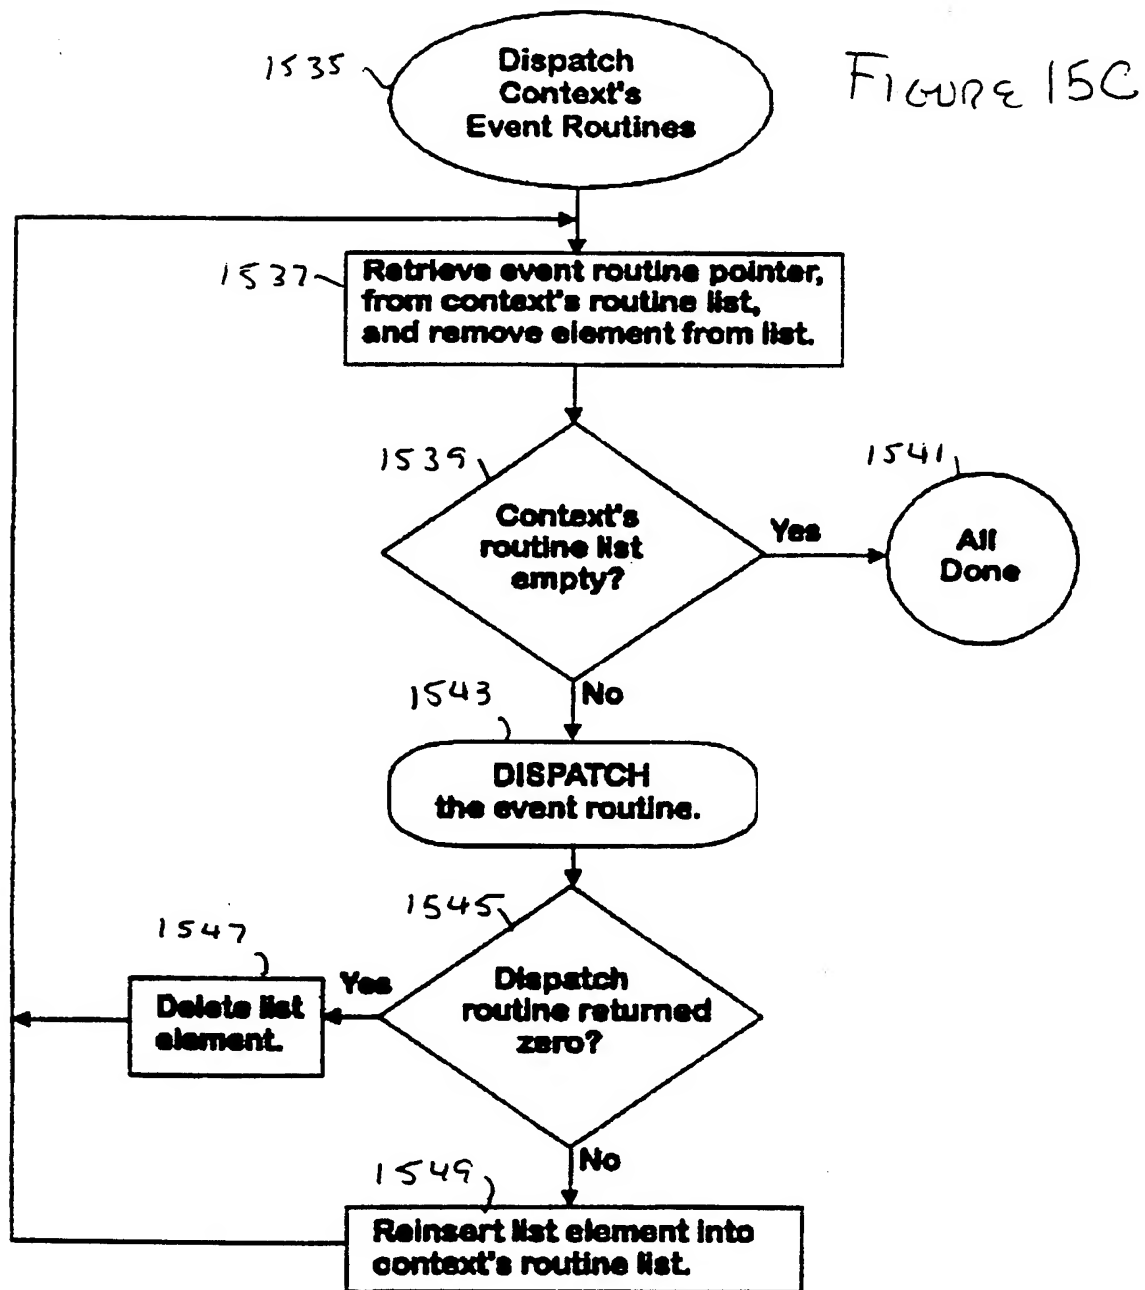 FIGURE 15C
1535
Dispatch
Context's
Event Routines
1537
Retrieve event routine pointer,
from context's routine list,
and remove element from list.
1539
Context's
routine list
empty?
Yes
1541
All
Done
No
1543
DISPATCH
the event routine.
1545
Dispatch
routine returned
zero?
Yes
1547
Delete list
element.
No
1549
Reinsert list element into
context's routine list.